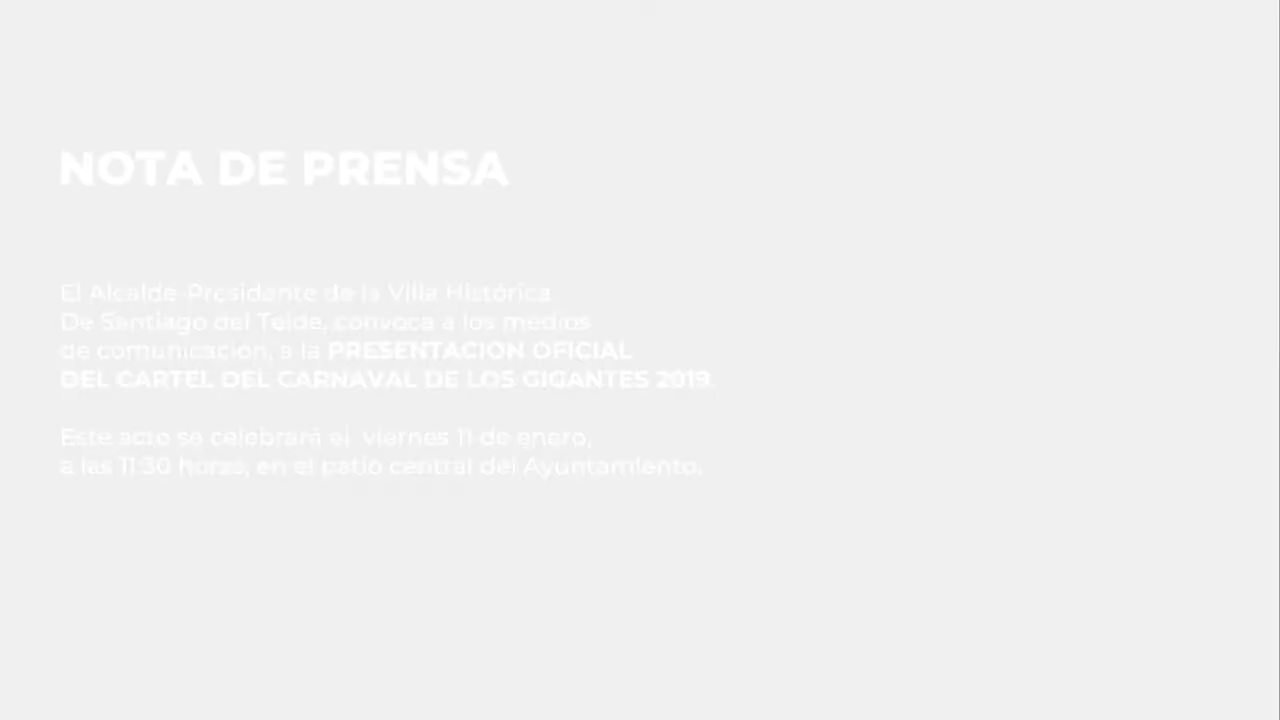 NOTA DE PRENSA
El Alcalde-Presidente de la Villa Histórica
De Santiago del Teide, convoca a los medios
de comunicación, a la PRESENTACIÓN OFICIAL
DEL CARTEL DEL CARNAVAL DE LOS GIGANTES 2019.
Este acto se celebrará el viernes 11 de enero,
a las 11:30 horas, en el patio central del Ayuntamiento.